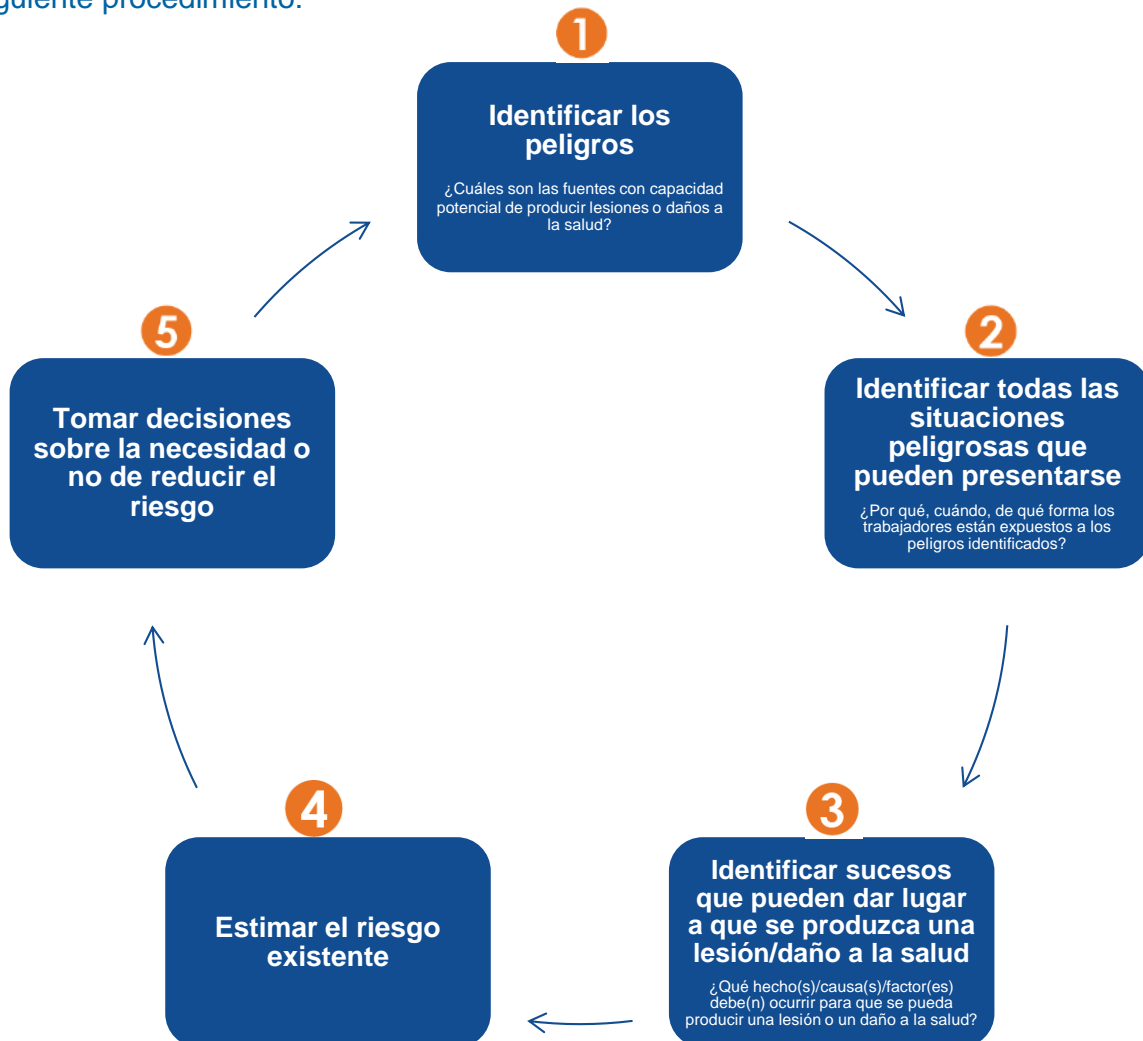 guiente procedimiento:
1
Identificar los
peligros
¿Cuáles son las fuentes con capacidad
potencial de producir lesiones o daños a
la salud?
2
Identificar todas las
situaciones
peligrosas que
pueden presentarse
¿Por qué, cuándo, de qué forma los
trabajadores están expuestos a los
peligros identificados?
3
Identificar sucesos
que pueden dar lugar
a que se produzca una
lesión/daño a la salud
¿Qué hecho(s)/causa(s)/factor(es)
debe(n) ocurrir para que se pueda
producir una lesión o un daño a la salud?
4
Estimar el riesgo
existente
5
Tomar decisiones
sobre la necesidad o
no de reducir el
riesgo